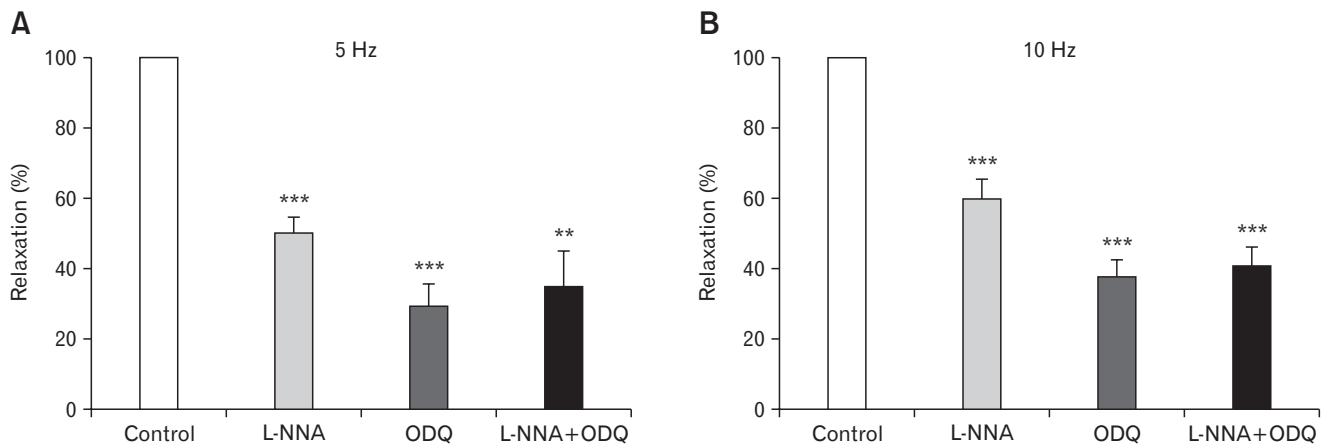 A
5 Hz
Relaxation (%)
100
80
60
40
20
0
***
***
**
Control
L-NNA
ODQ
L-NNA+ODQ
B
10 Hz
Relaxation (%)
100
80
60
40
20
0
***
***
***
Control
L-NNA
ODQ
L-NNA+ODQ